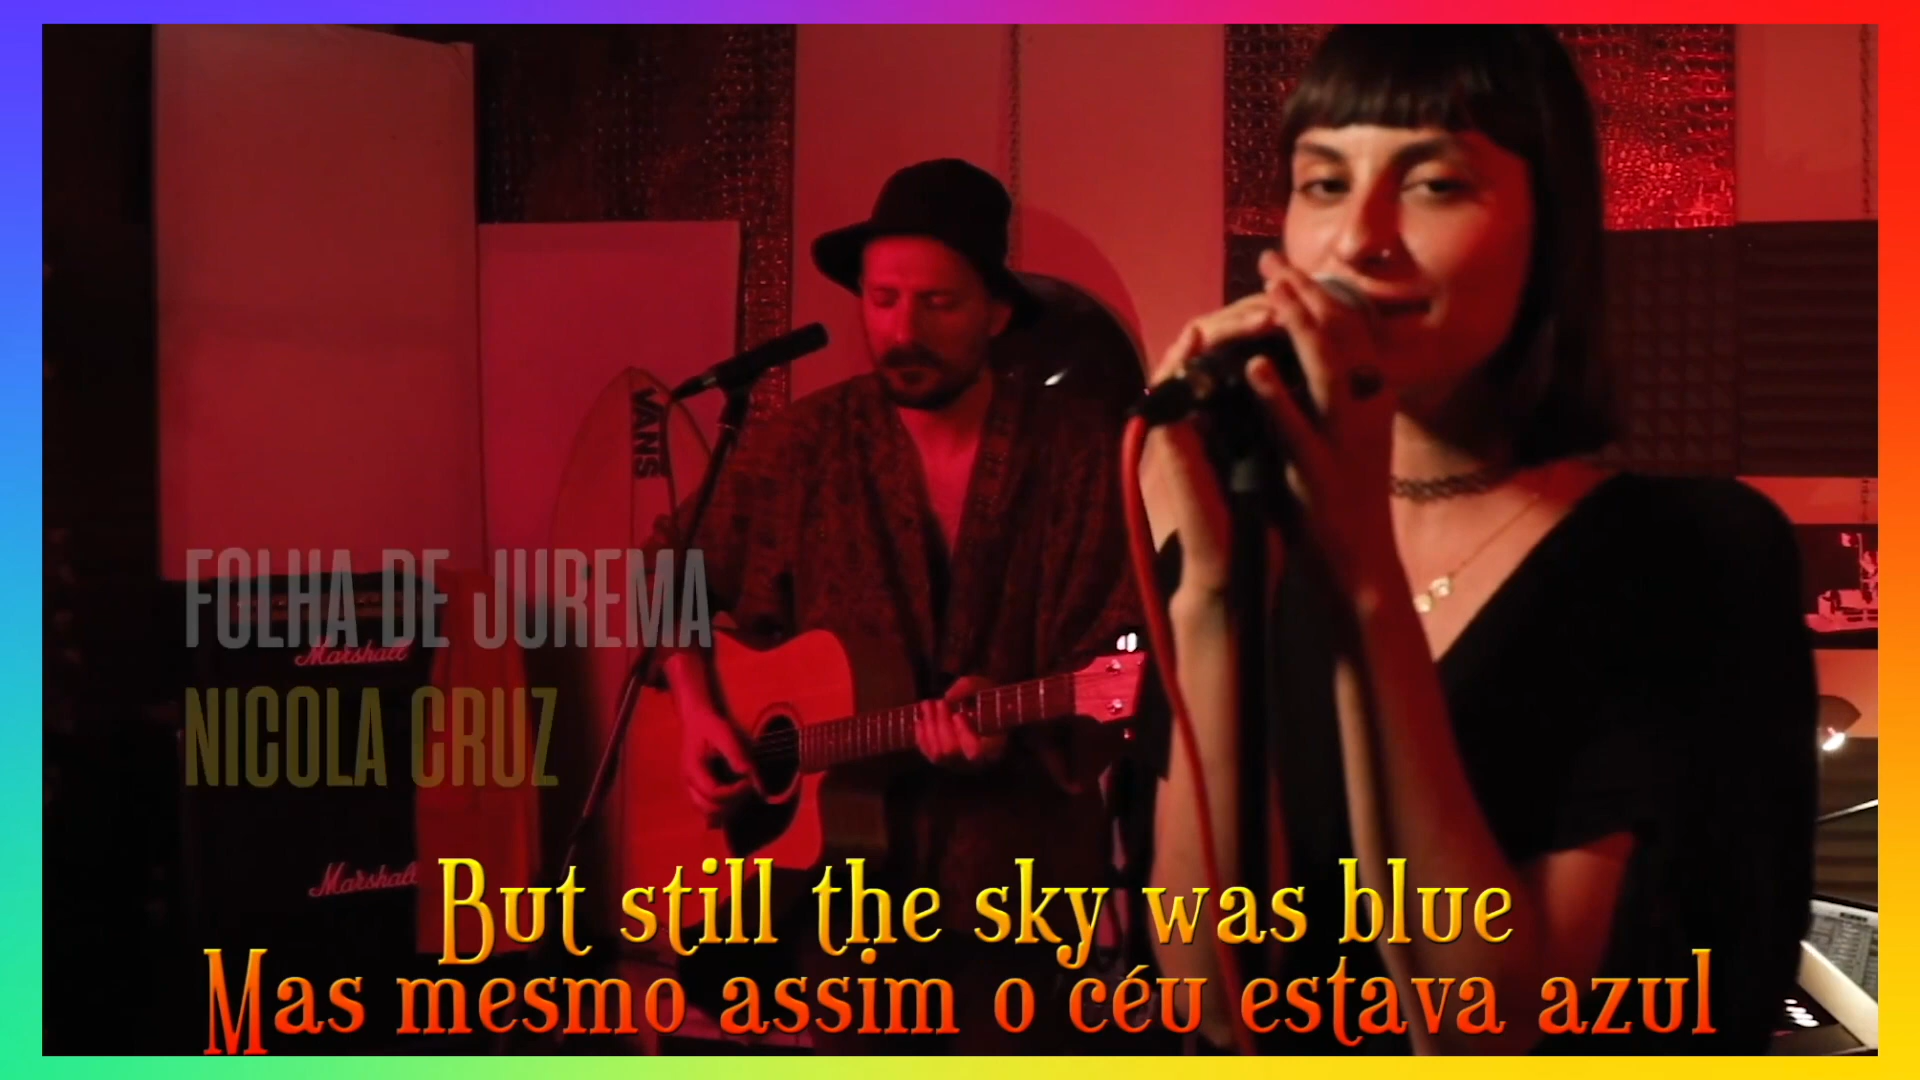 VANS
FOLHA DE JUREMA
Marshall
NICOLA CRUZ
Marshall
But still the sky was blue
Mas mesmo assim o céu estava azul